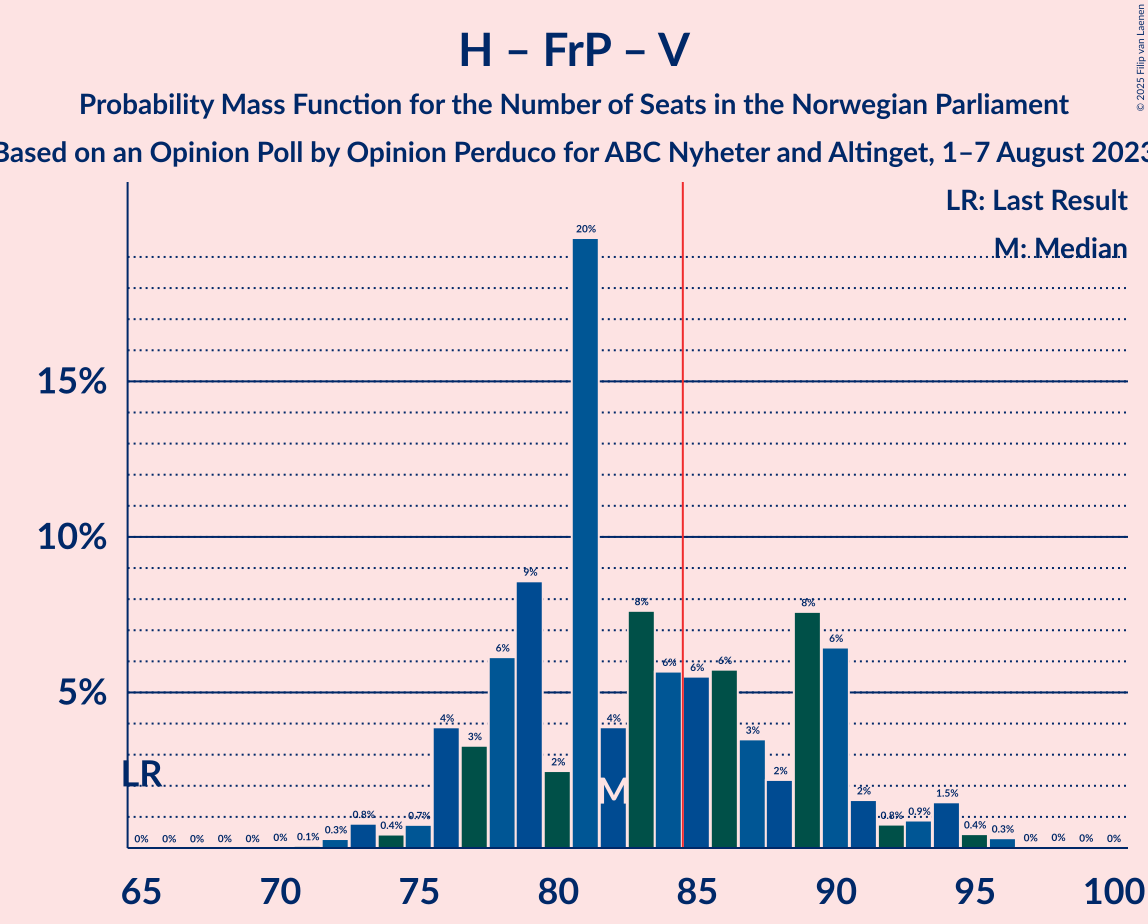 H – FrP – V
Probability Mass Function for the Number of Seats in the Norwegian Parliament
Based on an Opinion Poll by Opinion Perduco for ABC Nyheter and Altinget, 1–7 August 2023
© 2025 Filip van Laenen
LR: Last Result
M: Median
15%
10%
5%
LR
M
0% 0% 0% 0% 0% 0% 0.1% 0.3% 0.8% 0.4% 0.7% 4% 3% 6% 9% 2% 20% 4% 8% 6% 6% 6% 3% 2% 8% 6% 2% 0.8% 0.9% 1.5% 0.4% 0.3% 0% 0% 0% 0%
65 70 75 80 85 90 95 100